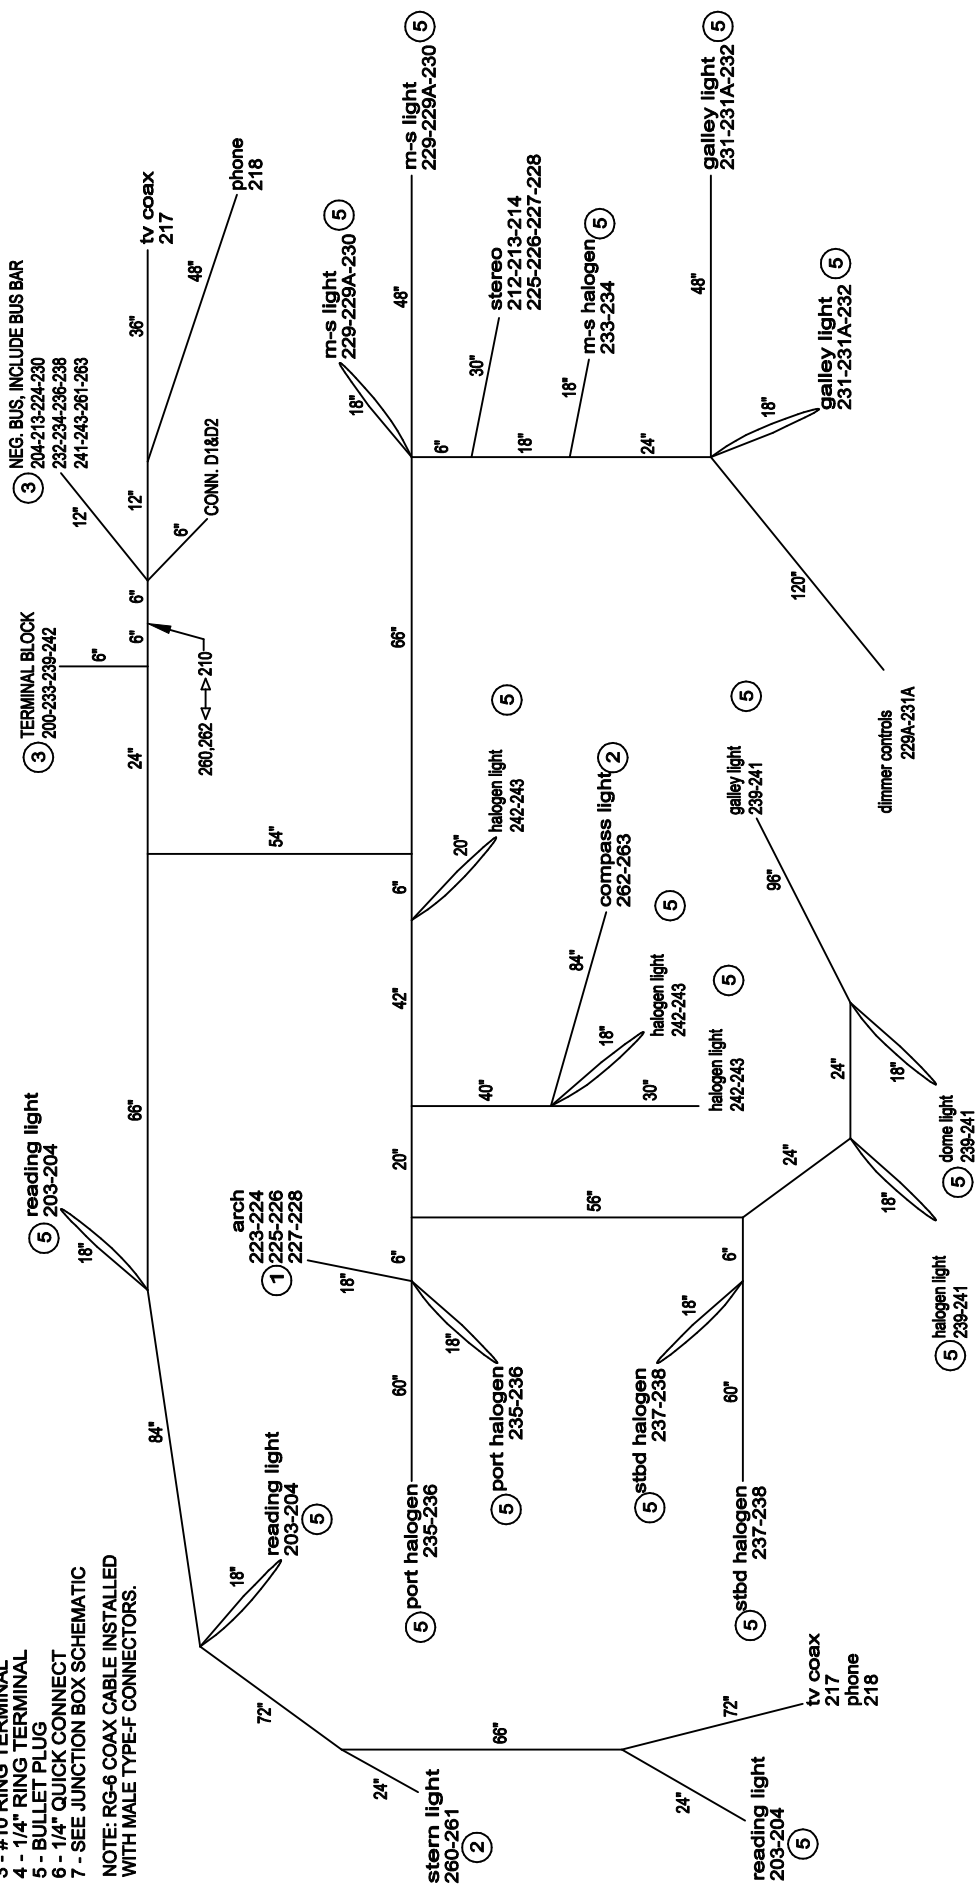 3 - #10 RING TERMINAL
4 - 1/4" RING TERMINAL
5 - BULLET PLUG
6 - 1/4" QUICK CONNECT
7 - SEE JUNCTION BOX SCHEMATIC
NOTE: RG-6 COAX CABLE INSTALLED
WITH MALE TYPE-F CONNECTORS.
5
reading light
203-204
18"
3
TERMINAL BLOCK
200-233-239-242
6"
3
NEG. BUS, INCLUDE BUS BAR
204-213-224-230
232-234-236-238
241-243-261-263
12"
84"
66"
24"
6"
6"
12"
36"
tv coax
217
48"
phone
218
6"
CONN. D1&D2
260,262
210
54"
72"
18"
reading light
203-204
5
24"
stern light
260-261
2
66"
24"
reading light
203-204
5
72"
tv coax
217
phone
218
arch
1
223-224
225-226
227-228
18"
5
port halogen
235-236
60"
6"
20"
42"
6"
66"
48"
m-s light
229-229A-230
5
18"
m-s light
229-229A-230
5
18"
5
port halogen
235-236
56"
40"
84"
compass light
262-263
2
18"
halogen light
242-243
5
30"
halogen light
242-243
5
20"
halogen light
242-243
5
6"
30"
stereo
212-213-214
225-226-227-228
18"
18"
m-s halogen
233-234
5
24"
48"
galley light
231-231A-232
5
18"
galley light
231-231A-232
5
120"
dimmer controls
229A-231A
5
stbd halogen
237-238
18"
5
stbd halogen
237-238
60"
6"
24"
24"
96"
galley light
239-241
5
18"
5
halogen light
239-241
18"
5
dome light
239-241